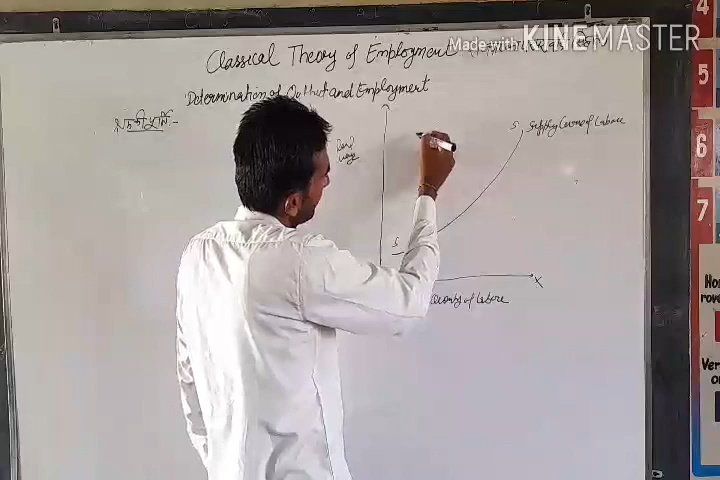 Classical Theory of Employment
Made with KINEMASTER
Determination of Output and Employment
Real
wage
S
Supply Curve of Labour
S
X
Quantity of Labour
4
5
6
7